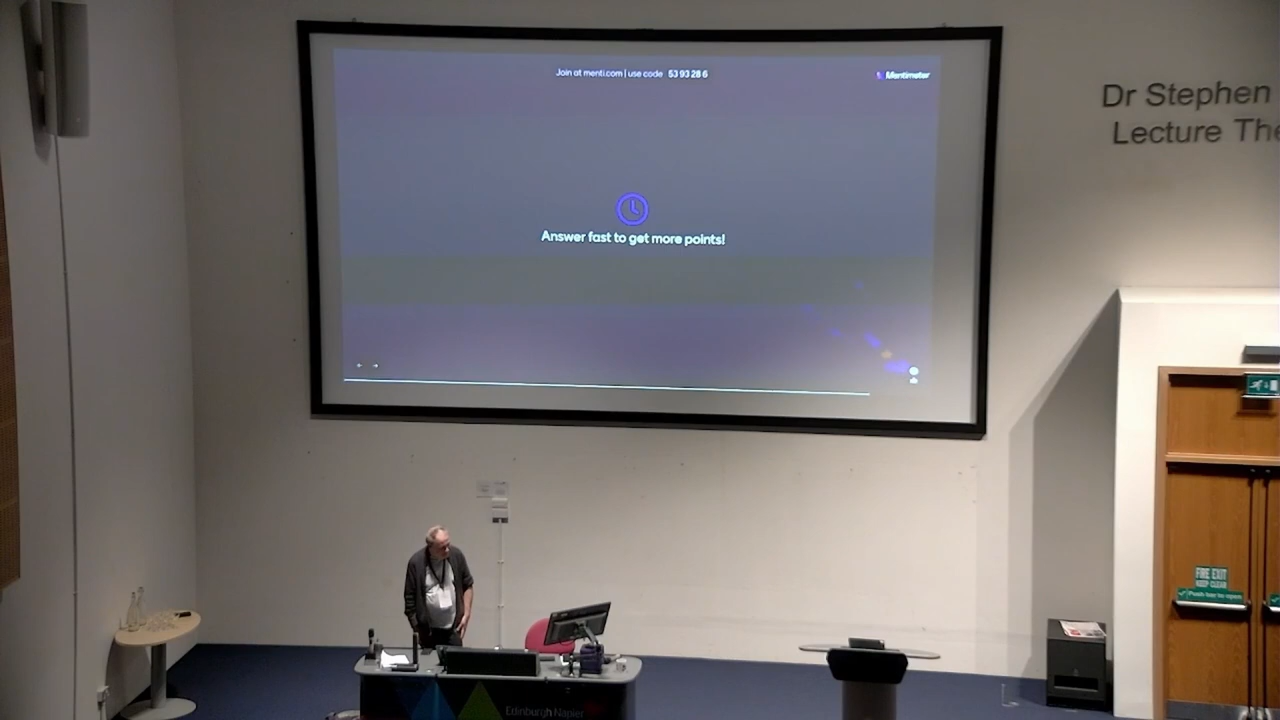 Join at menti.com | use code 53 93 28 6
Mentimeter
Answer fast to get more points!
Dr Stephen
Lecture The
FIRE EXIT
KEEP CLEAR
Push bar to open
Edinburgh Napier